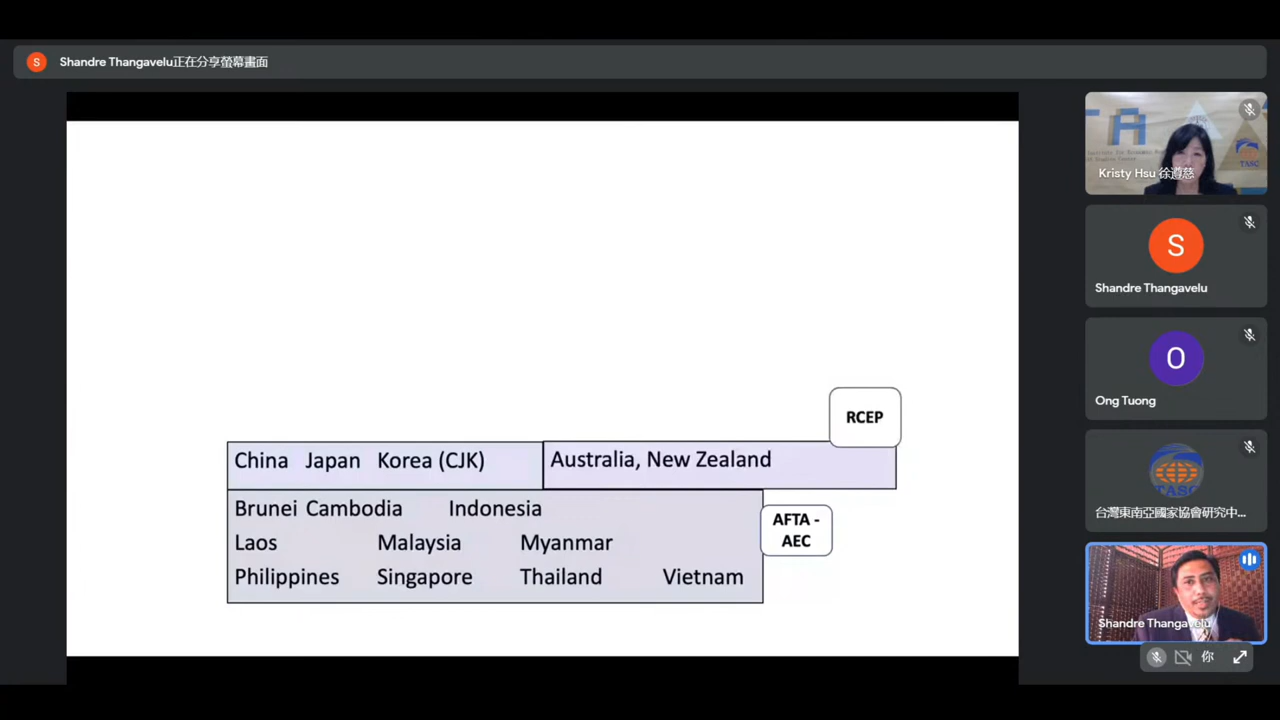 S Shandre Thangavelu正在分享螢幕畫面
RCEP
China Japan Korea (CJK)
Australia, New Zealand
Brunei Cambodia Indonesia
Laos Malaysia Myanmar
Philippines Singapore Thailand Vietnam
AFTA -
AEC
TA
TASC
Kristy Hsu 徐遵慈
S
Shandre Thangavelu
O
Ong Tuong
TASC
台灣東南亞國家協會研究中...
Shandre Thangavelu
你